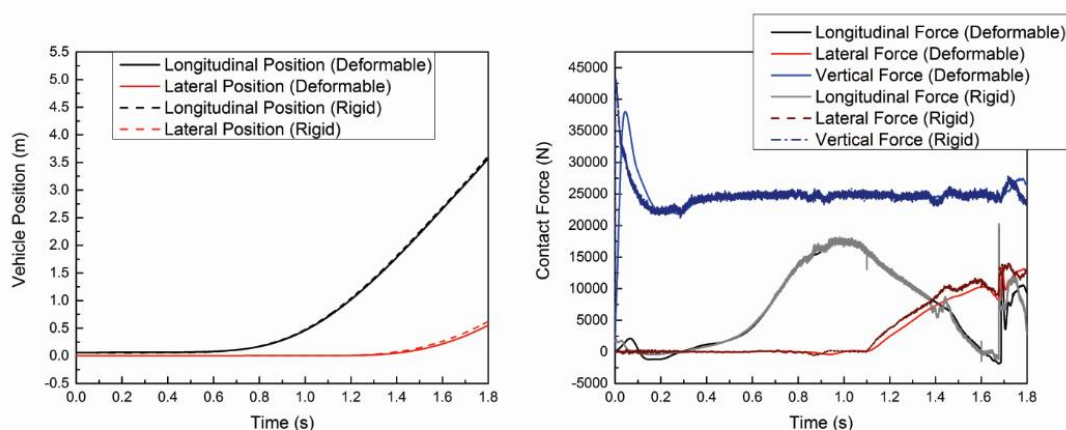 Vehicle Position (m)
5.5
5.0
4.5
4.0
3.5
3.0
2.5
2.0
1.5
1.0
0.5
0.0
-0.5
Longitudinal Position (Deformable)
Lateral Position (Deformable)
Longitudinal Position (Rigid)
Lateral Position (Rigid)
0.0 0.2 0.4 0.6 0.8 1.0 1.2 1.4 1.6 1.8
Time (s)
Longitudinal Force (Deformable)
Lateral Force (Deformable)
Vertical Force (Deformable)
Longitudinal Force (Rigid)
Lateral Force (Rigid)
Vertical Force (Rigid)
Contact Force (N)
45000
40000
35000
30000
25000
20000
15000
10000
5000
0
-5000
0.0 0.2 0.4 0.6 0.8 1.0 1.2 1.4 1.6 1.8
Time (s)